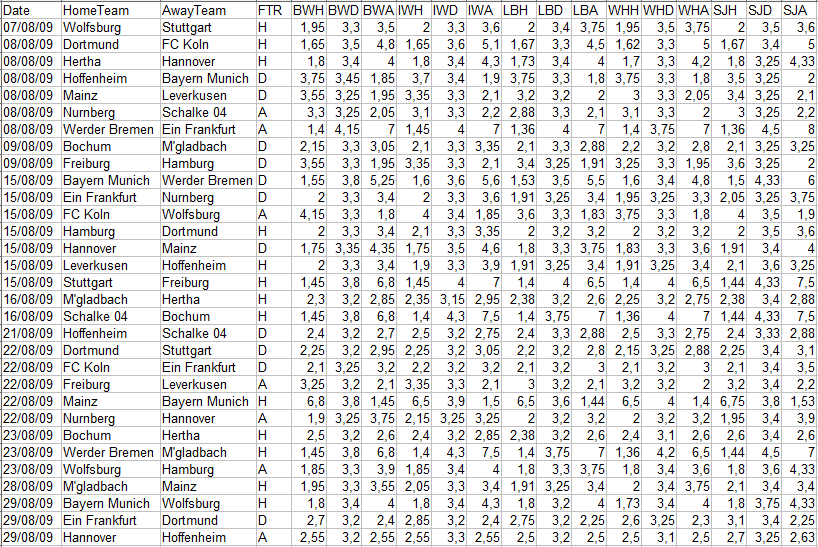 Date HomeTeam AwayTeam FTR BWH BWD BWA IWH IWD IWA LBH LBD LBA WHH WHD WHA SJH SJD SJA
07/08/09 Wolfsburg Stuttgart H 1,95 3,3 3,5 2 3,3 3,6 2 3,4 3,75 1,95 3,5 3,75 2 3,5 3,6
08/08/09 Dortmund FC Koln H 1,65 3,5 4,8 1,65 3,6 5,1 1,67 3,3 4,5 1,62 3,3 5 1,67 3,4 5
08/08/09 Hertha Hannover H 1,8 3,4 4 1,8 3,4 4,3 1,73 3,4 4 1,7 3,3 4,2 1,8 3,25 4,33
08/08/09 Hoffenheim Bayern Munich D 3,75 3,45 1,85 3,7 3,4 1,9 3,75 3,3 1,8 3,75 3,3 1,8 3,5 3,25 2
08/08/09 Mainz Leverkusen D 3,55 3,25 1,95 3,35 3,3 2,1 3,2 3,2 2 3 3,3 2,05 3,4 3,25 2,1
08/08/09 Nurnberg Schalke 04 A 3,3 3,25 2,05 3,1 3,3 2,2 2,88 3,3 2,1 3,1 3,3 2 3 3,25 2,2
08/08/09 Werder Bremen Ein Frankfurt A 1,4 4,15 7 1,45 4 7 1,36 4 7 1,4 3,75 7 1,36 4,5 8
09/08/09 Bochum M'gladbach D 2,15 3,3 3,05 2,1 3,3 3,35 2,1 3,3 2,88 2,2 3,2 2,8 2,1 3,25 3,25
09/08/09 Freiburg Hamburg D 3,55 3,3 1,95 3,35 3,3 2,1 3,4 3,25 1,91 3,25 3,3 1,95 3,6 3,25 2
15/08/09 Bayern Munich Werder Bremen D 1,55 3,8 5,25 1,6 3,6 5,6 1,53 3,5 5,5 1,6 3,4 4,8 1,5 4,33 6
15/08/09 Ein Frankfurt Nurnberg D 2 3,3 3,4 2 3,3 3,6 1,91 3,25 3,4 1,95 3,25 3,3 2,05 3,25 3,75
15/08/09 FC Koln Wolfsburg A 4,15 3,3 1,8 4 3,4 1,85 3,6 3,3 1,83 3,75 3,3 1,8 4 3,5 1,9
15/08/09 Hamburg Dortmund H 2 3,3 3,4 2,1 3,3 3,35 2 3,2 3,2 2 3,2 3,2 2 3,5 3,6
15/08/09 Hannover Mainz D 1,75 3,35 4,35 1,75 3,5 4,6 1,8 3,3 3,75 1,83 3,3 3,6 1,91 3,4 4
15/08/09 Leverkusen Hoffenheim H 2 3,3 3,4 1,9 3,3 3,9 1,91 3,25 3,4 1,91 3,25 3,4 2,1 3,6 3,25
15/08/09 Stuttgart Freiburg H 1,45 3,8 6,8 1,45 4 7 1,4 4 6,5 1,4 4 6,5 1,44 4,33 7,5
16/08/09 M'gladbach Hertha H 2,3 3,2 2,85 2,35 3,15 2,95 2,38 3,2 2,6 2,25 3,2 2,75 2,38 3,4 2,88
16/08/09 Schalke 04 Bochum H 1,45 3,8 6,8 1,4 4,3 7,5 1,4 3,75 7 1,36 4 7 1,44 4,33 7,5
21/08/09 Hoffenheim Schalke 04 D 2,4 3,2 2,7 2,5 3,2 2,75 2,4 3,3 2,88 2,5 3,3 2,75 2,4 3,33 2,88
22/08/09 Dortmund Stuttgart D 2,25 3,2 2,95 2,25 3,2 3,05 2,2 3,2 2,8 2,15 3,25 2,88 2,25 3,4 3,1
22/08/09 FC Koln Ein Frankfurt D 2,1 3,25 3,2 2,2 3,2 3,2 2,1 3,2 3 2,1 3,2 3 2,1 3,4 3,5
22/08/09 Freiburg Leverkusen A 3,25 3,2 2,1 3,35 3,3 2,1 3 3,2 2,1 3,2 3,2 2 3,2 3,4 2,2
22/08/09 Mainz Bayern Munich H 6,8 3,8 1,45 6,5 3,9 1,5 6,5 3,6 1,44 6,5 4 1,4 6,75 3,8 1,53
22/08/09 Nurnberg Hannover A 1,9 3,25 3,75 2,15 3,25 3,25 2 3,2 3,2 2 3,2 3,2 1,95 3,4 3,9
23/08/09 Bochum Hertha H 2,5 3,2 2,6 2,4 3,2 2,85 2,38 3,2 2,6 2,4 3,1 2,6 2,6 3,4 2,6
23/08/09 Werder Bremen M'gladbach H 1,45 3,8 6,8 1,4 4,3 7,5 1,4 3,75 7 1,36 4,2 6,5 1,44 4,5 7
23/08/09 Wolfsburg Hamburg A 1,85 3,3 3,9 1,85 3,4 4 1,8 3,3 3,75 1,8 3,4 3,6 1,8 3,6 4,33
28/08/09 M'gladbach Mainz H 1,95 3,3 3,55 2,05 3,3 3,4 1,91 3,25 3,4 2 3,4 3,75 2,1 3,4 3,4
29/08/09 Bayern Munich Wolfsburg H 1,8 3,4 4 1,8 3,4 4,3 1,8 3,2 4 1,73 3,4 4 1,8 3,75 4,33
29/08/09 Ein Frankfurt Dortmund D 2,7 3,2 2,4 2,85 3,2 2,4 2,75 3,2 2,25 2,6 3,25 2,3 3,1 3,4 2,25
29/08/09 Hannover Hoffenheim A 2,55 3,2 2,55 2,55 3,3 2,55 2,5 3,2 2,5 2,5 3,1 2,5 2,7 3,25 2,63